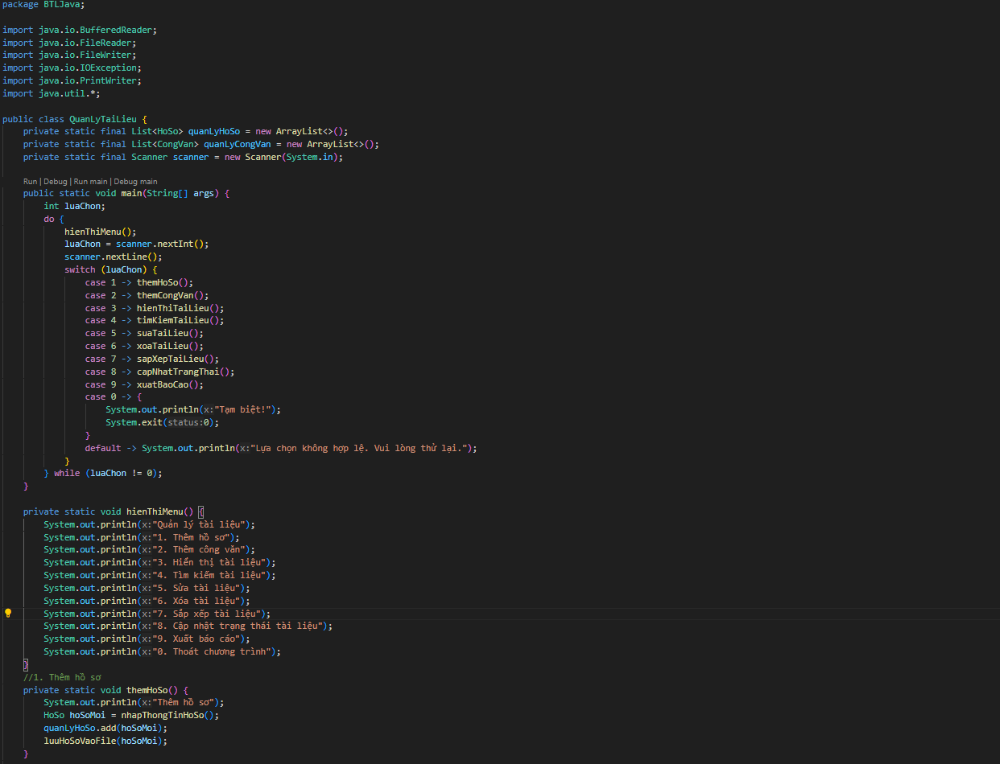 package BTLJava;
import java.io.BufferedReader;
import java.io.FileReader;
import java.io.FileWriter;
import java.io.IOException;
import java.io.PrintWriter;
import java.util.*;
public class QuanLyTaiLieu {
    private static final List<HoSo> quanLyHoSo = new ArrayList<>();
    private static final List<CongVan> quanLyCongVan = new ArrayList<>();
    private static final Scanner scanner = new Scanner(System.in);
    Run | Debug | Run main | Debug main
    public static void main(String[] args) {
        int luaChon;
        do {
            hienThiMenu();
            luaChon = scanner.nextInt();
            scanner.nextLine();
            switch (luaChon) {
                case 1 -> themHoSo();
                case 2 -> themCongVan();
                case 3 -> hienThiTaiLieu();
                case 4 -> timKiemTaiLieu();
                case 5 -> suaTaiLieu();
                case 6 -> xoaTaiLieu();
                case 7 -> sapXepTaiLieu();
                case 8 -> capNhatTrangThai();
                case 9 -> xuatBaoCao();
                case 0 -> {
                    System.out.println(x:"Tạm biệt!");
                    System.exit(status:0);
                }
                default -> System.out.println(x:"Lựa chọn không hợp lệ. Vui lòng thử lại.");
            }
        } while (luaChon != 0);
    }
    private static void hienThiMenu() {
        System.out.println(x:"Quản lý tài liệu");
        System.out.println(x:"1. Thêm hồ sơ");
        System.out.println(x:"2. Thêm công văn");
        System.out.println(x:"3. Hiển thị tài liệu");
        System.out.println(x:"4. Tìm kiếm tài liệu");
        System.out.println(x:"5. Sửa tài liệu");
        System.out.println(x:"6. Xóa tài liệu");
        System.out.println(x:"7. Sắp xếp tài liệu");
        System.out.println(x:"8. Cập nhật trạng thái tài liệu");
        System.out.println(x:"9. Xuất báo cáo");
        System.out.println(x:"0. Thoát chương trình");
    }
    //1. Thêm hồ sơ
    private static void themHoSo() {
        System.out.println(x:"Thêm hồ sơ");
        HoSo hoSoMoi = nhapThongTinHoSo();
        quanLyHoSo.add(hoSoMoi);
        luuHoSoVaoFile(hoSoMoi);
    }